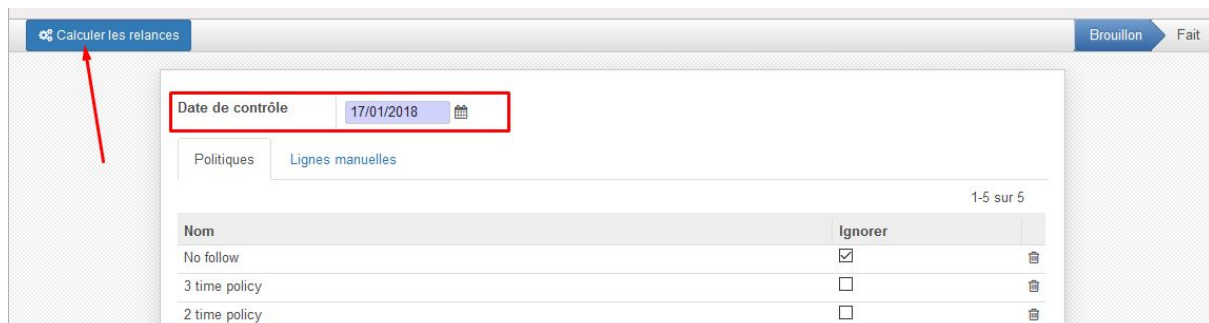 Calculer les relances
Brouillon Fait
Date de contrôle 17/01/2018
Politiques Lignes manuelles
1-5 sur 5
Nom Ignorer
No follow
3 time policy
2 time policy